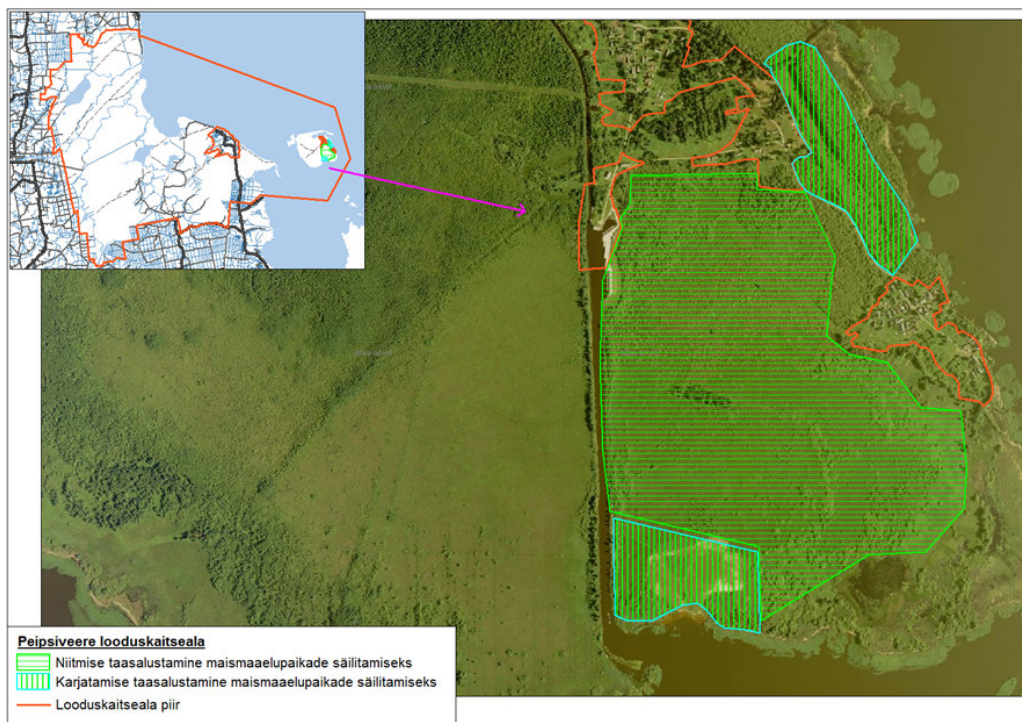 Peipsiveere looduskaitseala
Niitmise taasalustamine maismaaelupaikade säilitamiseks
Karjatamise taasalustamine maismaaelupaikade säilitamiseks
Looduskaitseala piir